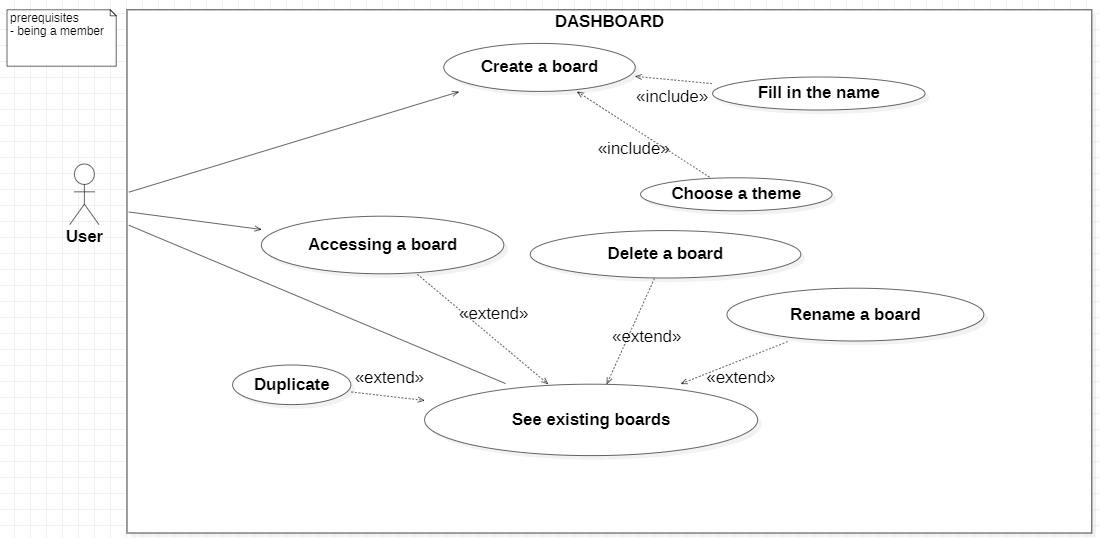 prerequisites
- being a member
DASHBOARD
Create a board
«include»
Fill in the name
«include»
Choose a theme
User
Accessing a board
Delete a board
«extend»
Rename a board
«extend»
Duplicate
«extend»
«extend»
See existing boards